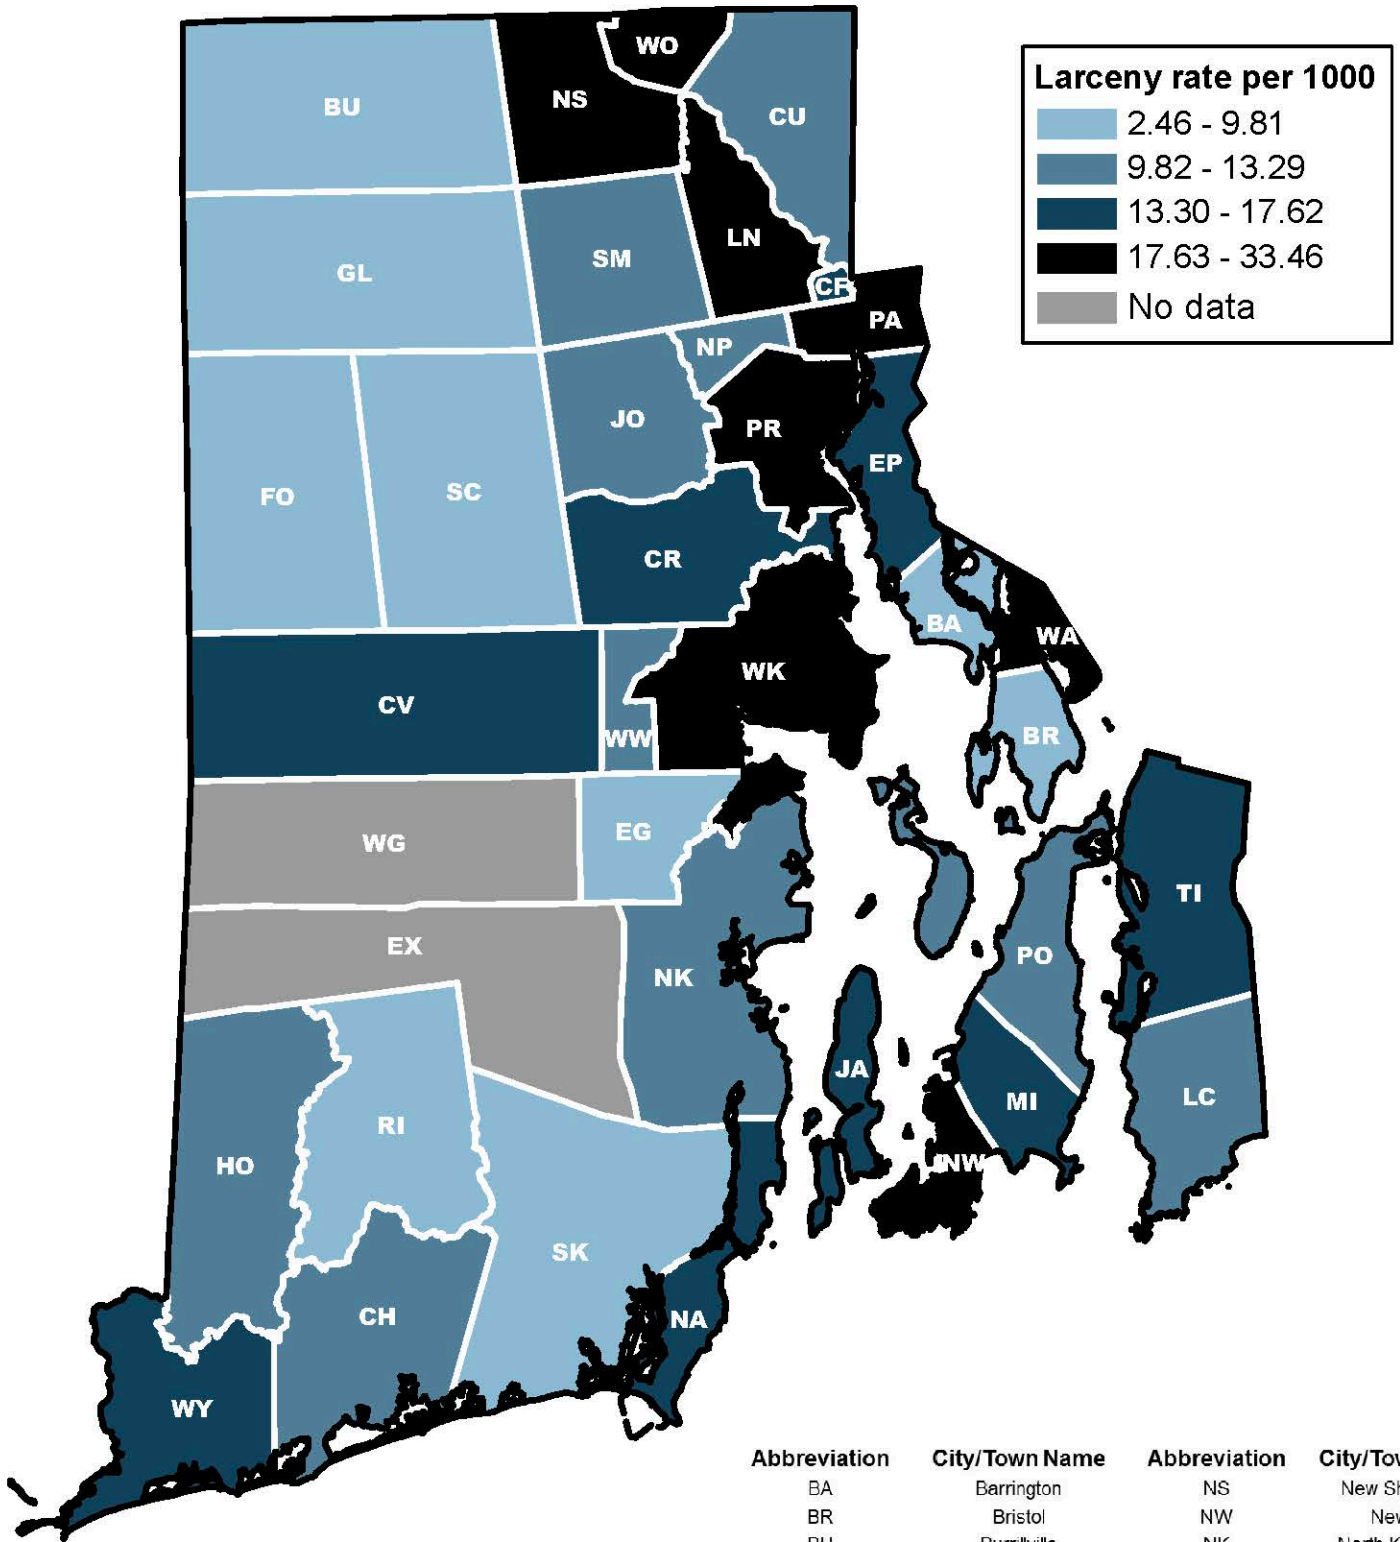 WO
NS
BU
CU
Larceny rate per 1000
2.46 - 9.81
9.82 - 13.29
13.30 - 17.62
17.63 - 33.46
No data
LN
SM
GL
CF
PA
NP
JO
PR
EP
SC
FO
CR
BA
WA
WK
CV
WW
BR
EG
WG
TI
EX
PO
NK
JA
LC
MI
RI
NW
HO
SK
CH
NA
WY
Abbreviation City/Town Name Abbreviation
BA Barrington NS New
BR Bristol NW